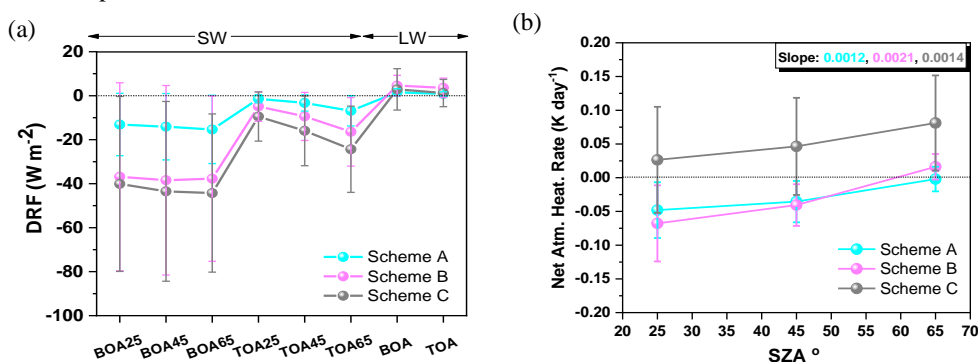 (a)
SW
LW
20
0
-20
-40
-60
-80
-100
DRF (W m-2)
Scheme A
Scheme B
Scheme C
BOA25
BOA45
BOA65
TOA25
TOA45
TOA65
BOA
TOA
(b)
0.20
0.15
0.10
0.05
0.00
-0.05
-0.10
-0.15
-0.20
Net Atm. Heat. Rate (K day-1)
Slope: 0.0012, 0.0021, 0.0014
Scheme A
Scheme B
Scheme C
20 25 30 35 40 45 50 55 60 65 70
SZA º